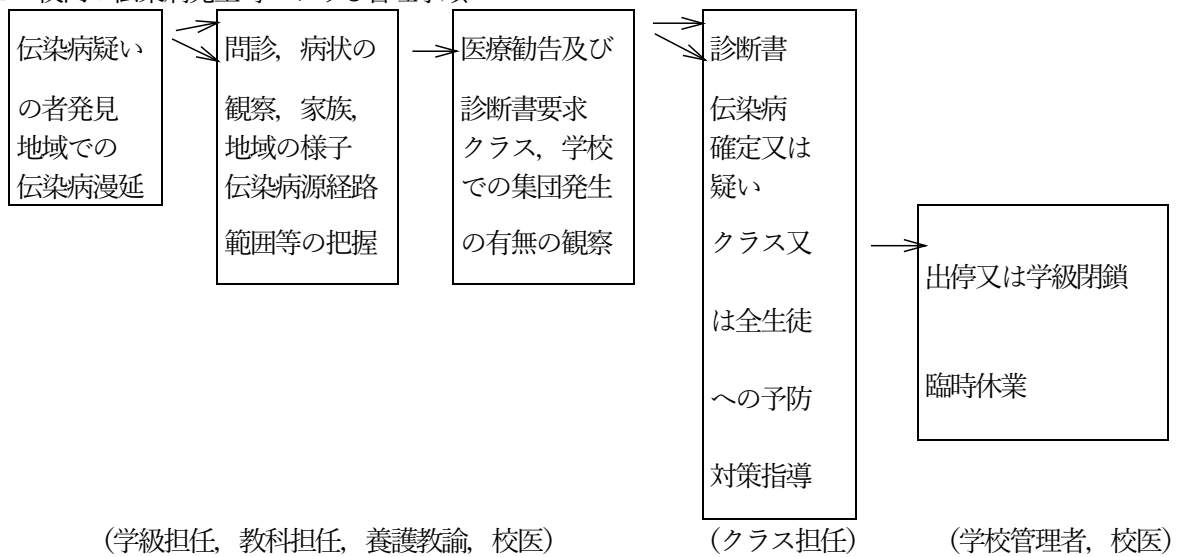 伝染病疑い
の者発見
地域での
伝染病漫延
問診，病状の
観察，家族，
地域の様子
伝染病源経路
範囲等の把握
医療勧告及び
診断書要求
クラス，学校
での集団発生
の有無の観察
診断書
伝染病
確定又は
疑い
クラス又
は全生徒
への予防
対策指導
出停又は学級閉鎖
臨時休業
（学級担任，教科担任，養護教諭，校医）
（クラス担任）
（学校管理者，校医）